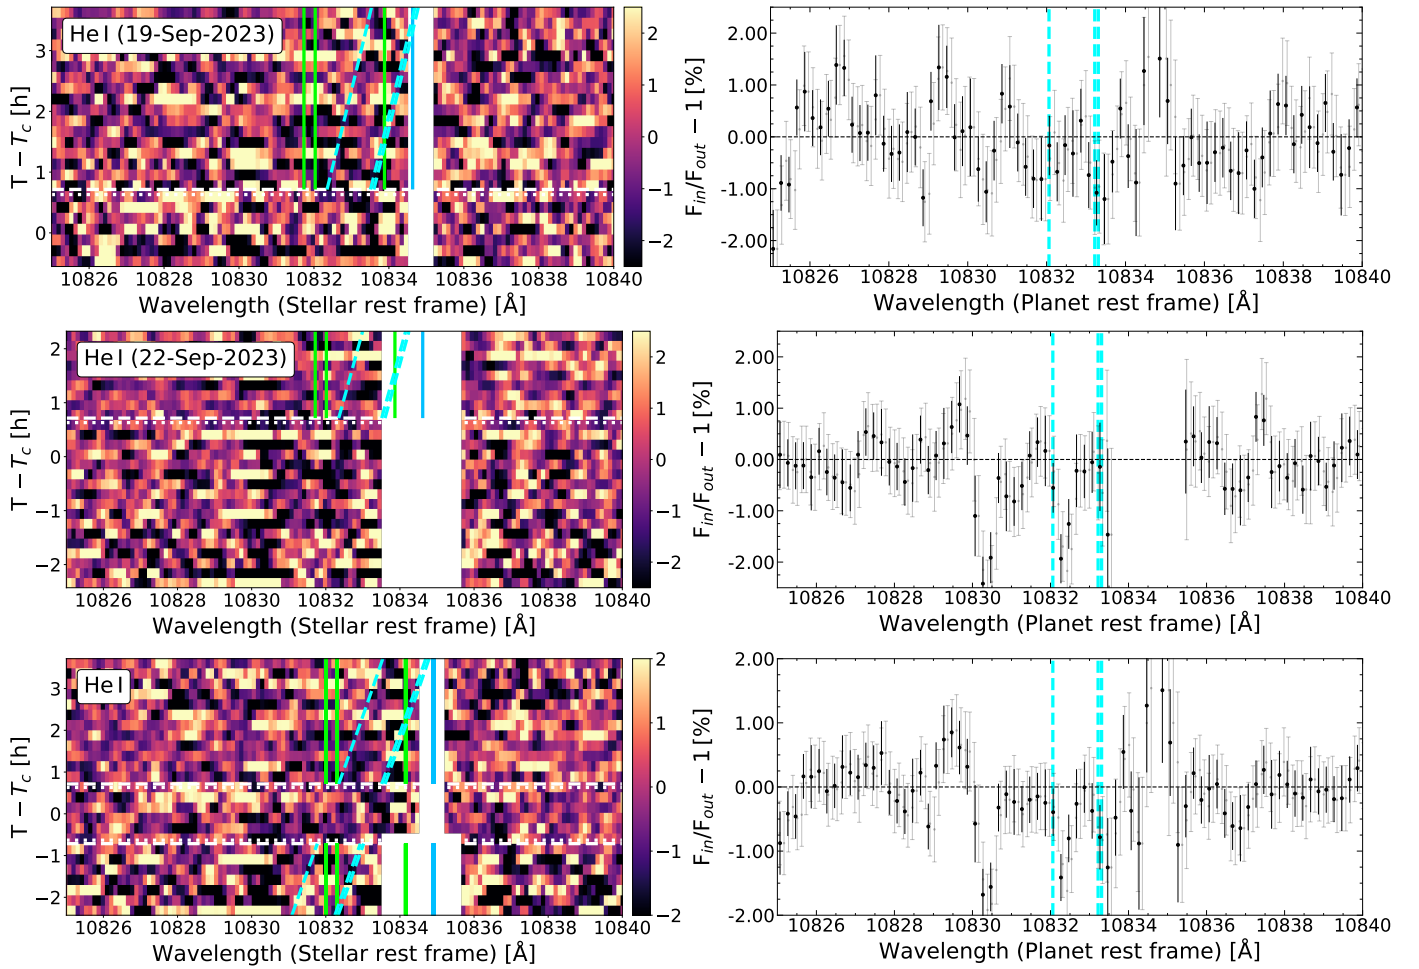 He I (19-Sep-2023)
T − T_c [h]
3
2
1
0
10826 10828 10830 10832 10834 10836 10838 10840
Wavelength (Stellar rest frame) [Å]
2
1
0
−1
−2
F_in/F_out − 1 [%]
2.00
1.00
0.00
-1.00
-2.00
10826 10828 10830 10832 10834 10836 10838 10840
Wavelength (Planet rest frame) [Å]
He I (22-Sep-2023)
T − T_c [h]
2
1
0
−1
−2
10826 10828 10830 10832 10834 10836 10838 10840
Wavelength (Stellar rest frame) [Å]
2
1
0
−1
−2
F_in/F_out − 1 [%]
2.00
1.00
0.00
-1.00
-2.00
10826 10828 10830 10832 10834 10836 10838 10840
Wavelength (Planet rest frame) [Å]
He I
T − T_c [h]
3
2
1
0
−1
−2
10826 10828 10830 10832 10834 10836 10838 10840
Wavelength (Stellar rest frame) [Å]
2
1
0
−1
−2
F_in/F_out − 1 [%]
2.00
1.00
0.00
-1.00
-2.00
10826 10828 10830 10832 10834 10836 10838 10840
Wavelength (Planet rest frame) [Å]